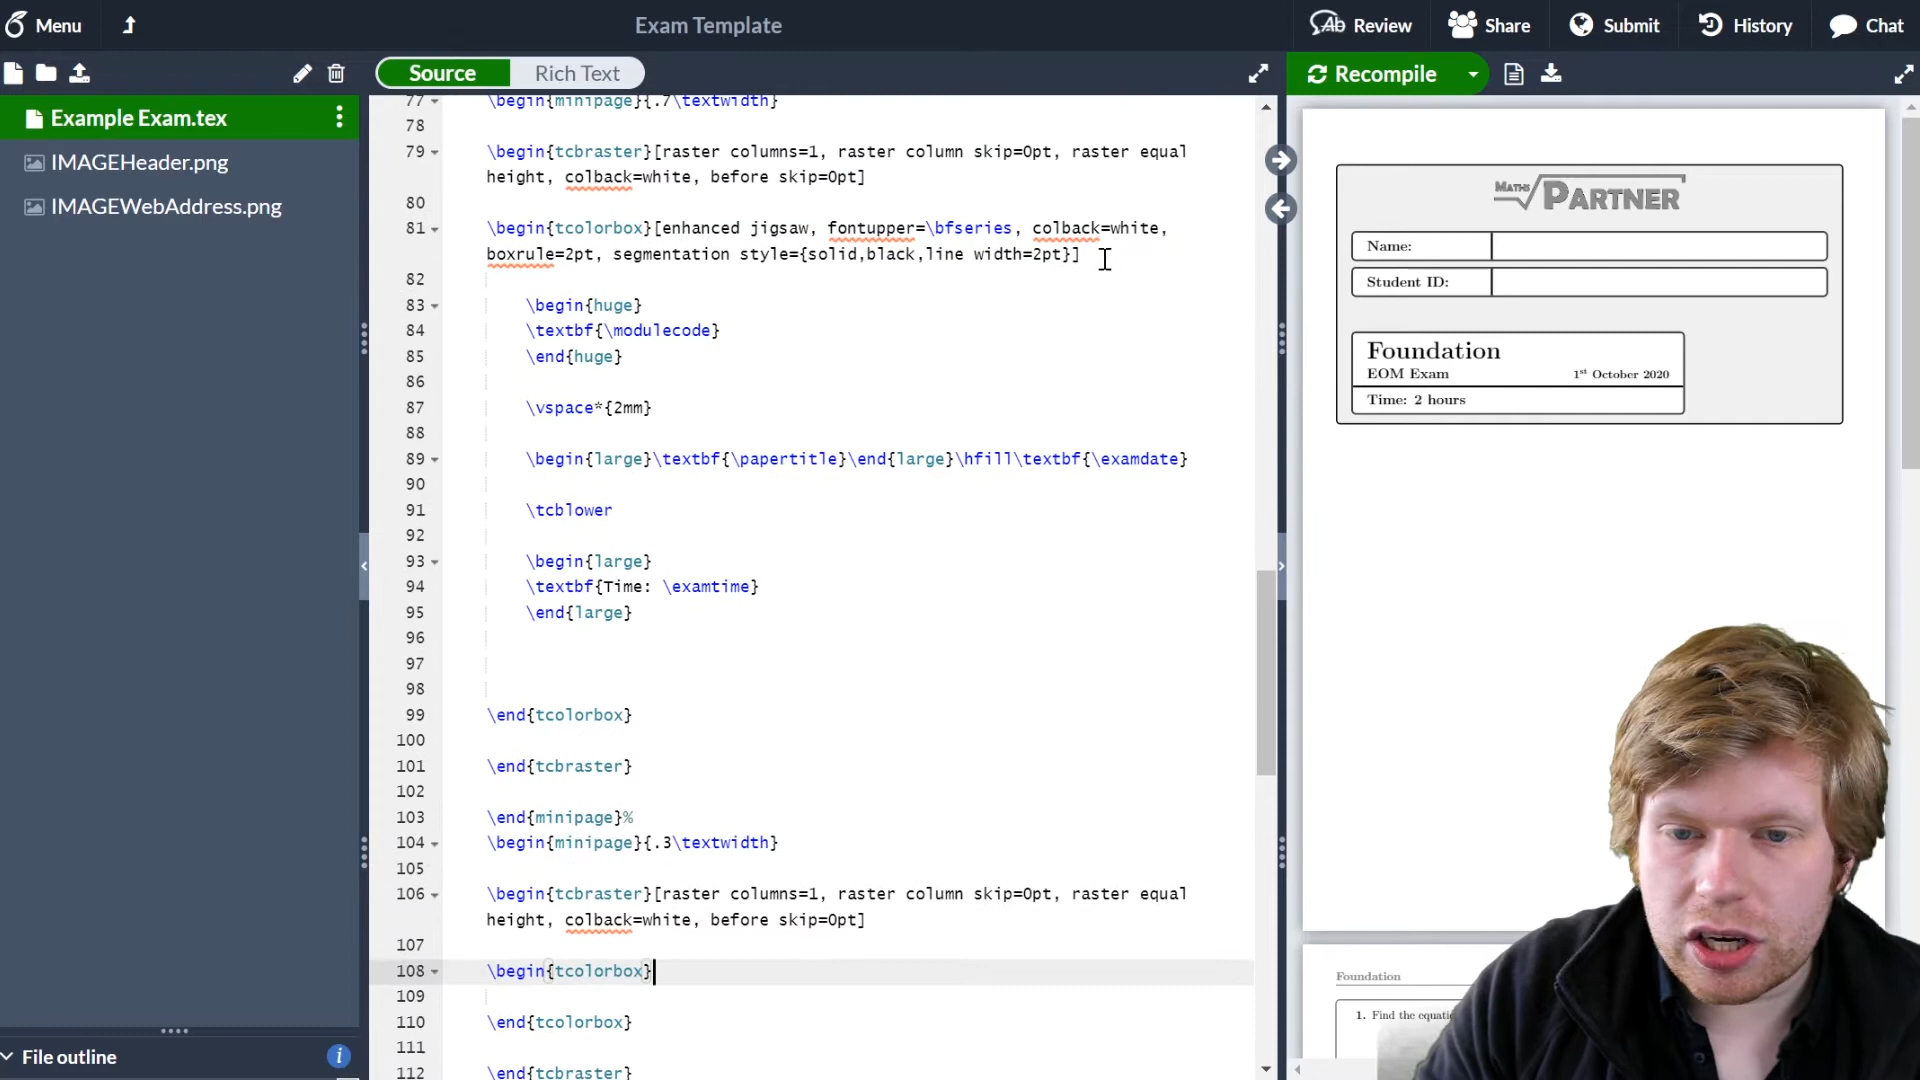 Menu
Exam Template
Review
Share
Submit
History
Chat
Source
Rich Text
Recompile
Example Exam.tex
IMAGEHeader.png
IMAGEWebAddress.png
File outline
77 \begin{minipage}{.7\textwidth}
78
79 \begin{tcbraster}[raster columns=1, raster column skip=0pt, raster equal
height, colback=white, before skip=0pt]
80
81 \begin{tcolorbox}[enhanced jigsaw, fontupper=\bfseries, colback=white,
boxrule=2pt, segmentation style={solid,black,line width=2pt}]
82
83 \begin{huge}
84 \textbf{\modulecode}
85 \end{huge}
86
87 \vspace*{2mm}
88
89 \begin{large}\textbf{\papertitle}\end{large}\hfill\textbf{\examdate}
90
91 \tcblower
92
93 \begin{large}
94 \textbf{Time: \examtime}
95 \end{large}
96
97
98
99 \end{tcolorbox}
100
101 \end{tcbraster}
102
103 \end{minipage}%
104 \begin{minipage}{.3\textwidth}
105
106 \begin{tcbraster}[raster columns=1, raster column skip=0pt, raster equal
height, colback=white, before skip=0pt]
107
108 \begin{tcolorbox}
109
110 \end{tcolorbox}
111
112 \end{tcbraster}
MATHS PARTNER
Name:
Student ID:
Foundation
EOM Exam 1st October 2020
Time: 2 hours
Foundation
1. Find the equati